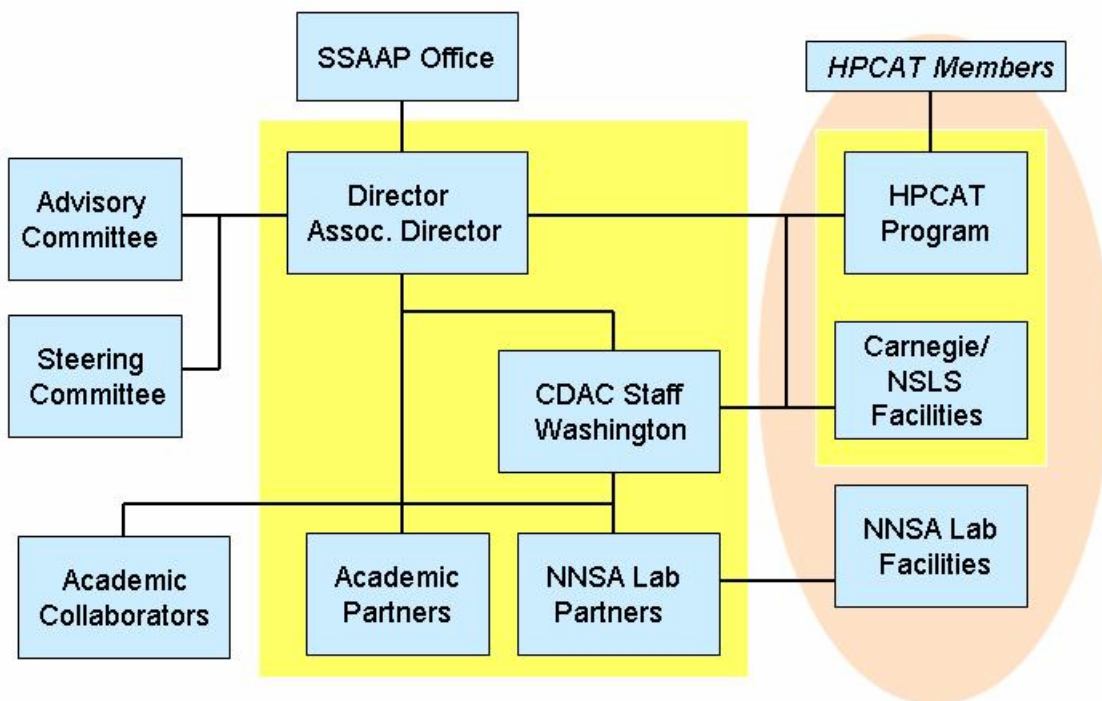 SSAAP Office
HPCAT Members
Advisory
Committee
Director
Assoc. Director
HPCAT
Program
Steering
Committee
CDAC Staff
Washington
Carnegie/
NSLS
Facilities
Academic
Collaborators
Academic
Partners
NNSA Lab
Partners
NNSA Lab
Facilities